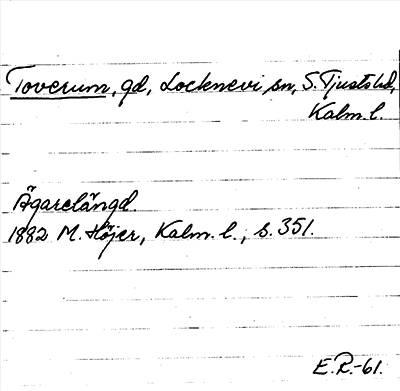 Toverum, gd, Locknevi sn, S. Tjusts hd,
Kalm. l.
Ägarelängd
1882 M. Höjer, Kalm. l., s. 351.
E.R.-61.